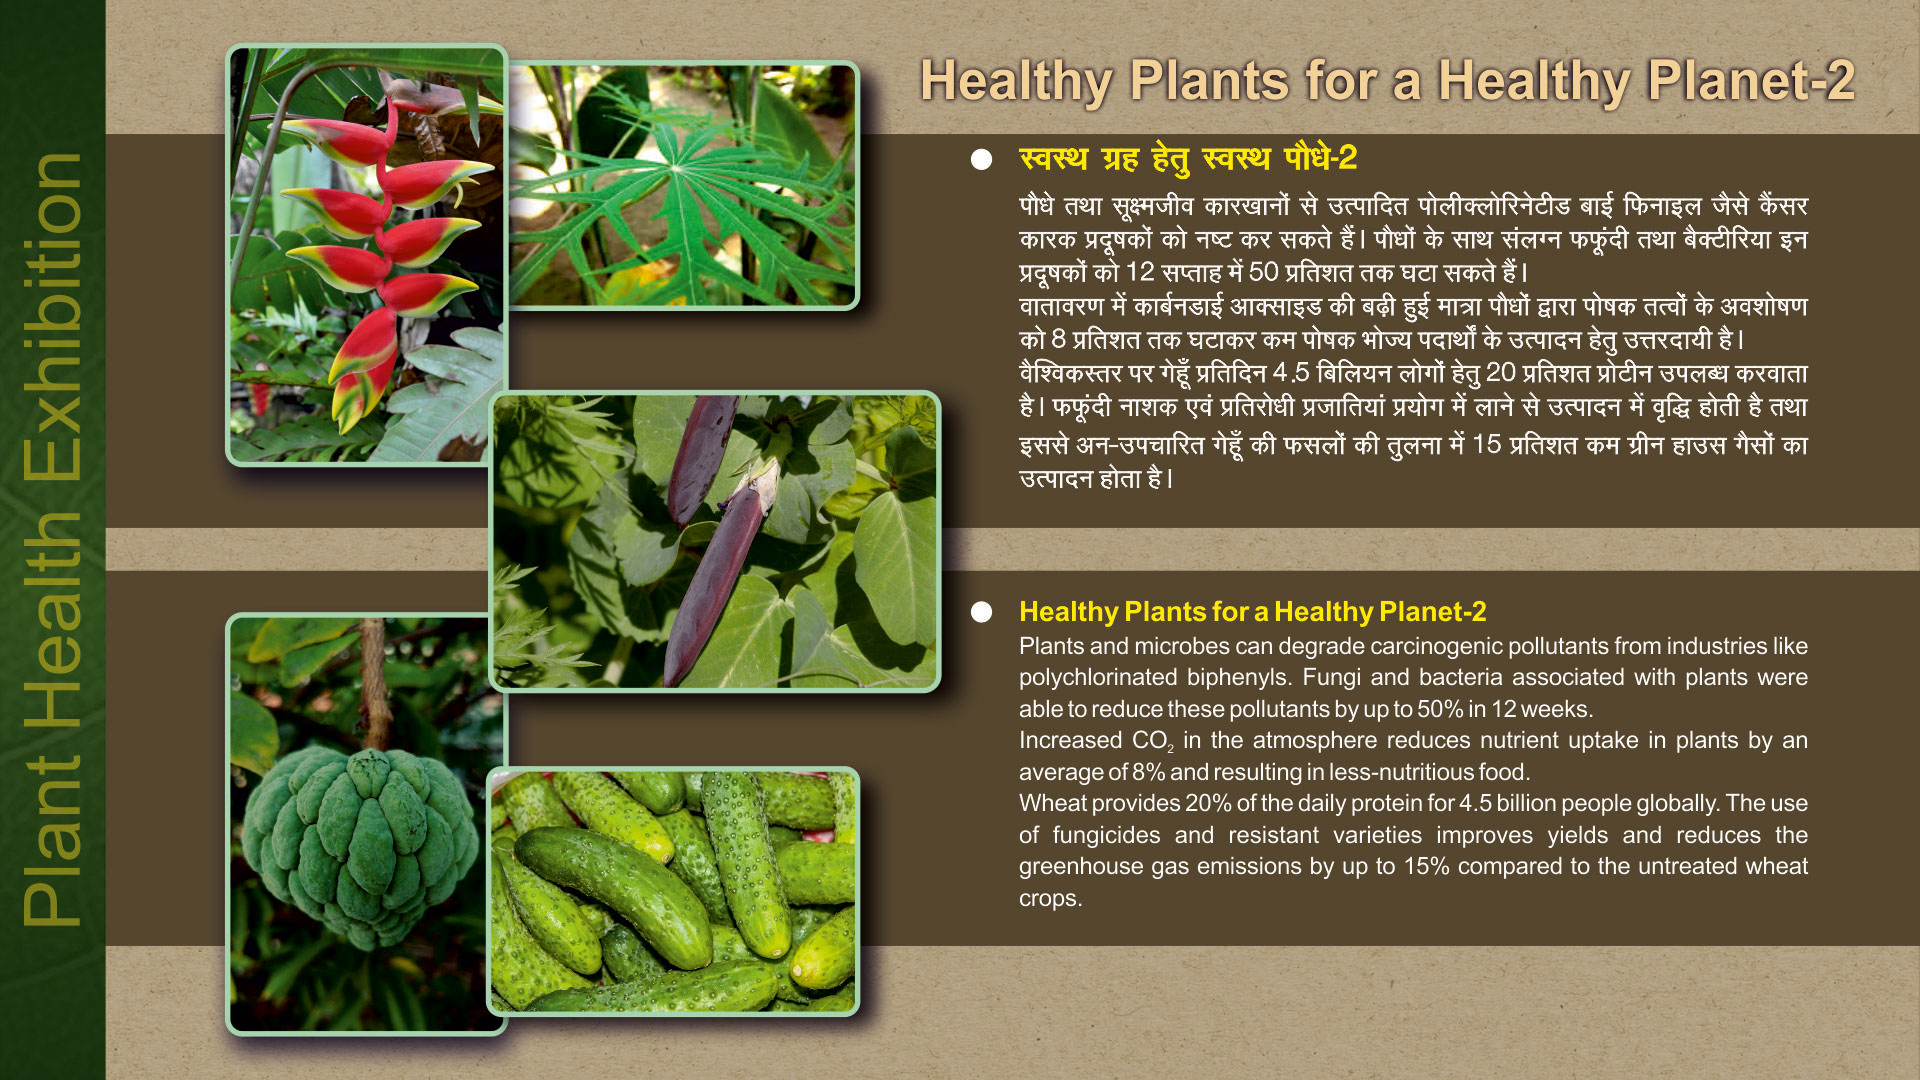 Plant Health Exhibition
Healthy Plants for a Healthy Planet-2
स्वस्थ ग्रह हेतु स्वस्थ पौधे-2
पौधे तथा सूक्ष्मजीव कारखानों से उत्पादित पोलीक्लोरिनेटीड बाई फिनाइल जैसे कैंसर
कारक प्रदूषकों को नष्ट कर सकते हैं। पौधों के साथ संलग्न फफूंदी तथा बैक्टीरिया इन
प्रदूषकों को 12 सप्ताह में 50 प्रतिशत तक घटा सकते हैं।
वातावरण में कार्बनडाई आक्साइड की बढ़ी हुई मात्रा पौधों द्वारा पोषक तत्वों के अवशोषण
को 8 प्रतिशत तक घटाकर कम पोषक भोज्य पदार्थों के उत्पादन हेतु उत्तरदायी है।
वैश्विकस्तर पर गेहूँ प्रतिदिन 4.5 बिलियन लोगों हेतु 20 प्रतिशत प्रोटीन उपलब्ध करवाता
है। फफूंदी नाशक एवं प्रतिरोधी प्रजातियां प्रयोग में लाने से उत्पादन में वृद्धि होती है तथा
इससे अन-उपचारित गेहूँ की फसलों की तुलना में 15 प्रतिशत कम ग्रीन हाउस गैसों का
उत्पादन होता है।
Healthy Plants for a Healthy Planet-2
Plants and microbes can degrade carcinogenic pollutants from industries like
polychlorinated biphenyls. Fungi and bacteria associated with plants were
able to reduce these pollutants by up to 50% in 12 weeks.
Increased CO₂ in the atmosphere reduces nutrient uptake in plants by an
average of 8% and resulting in less-nutritious food.
Wheat provides 20% of the daily protein for 4.5 billion people globally. The use
of fungicides and resistant varieties improves yields and reduces the
greenhouse gas emissions by up to 15% compared to the untreated wheat
crops.